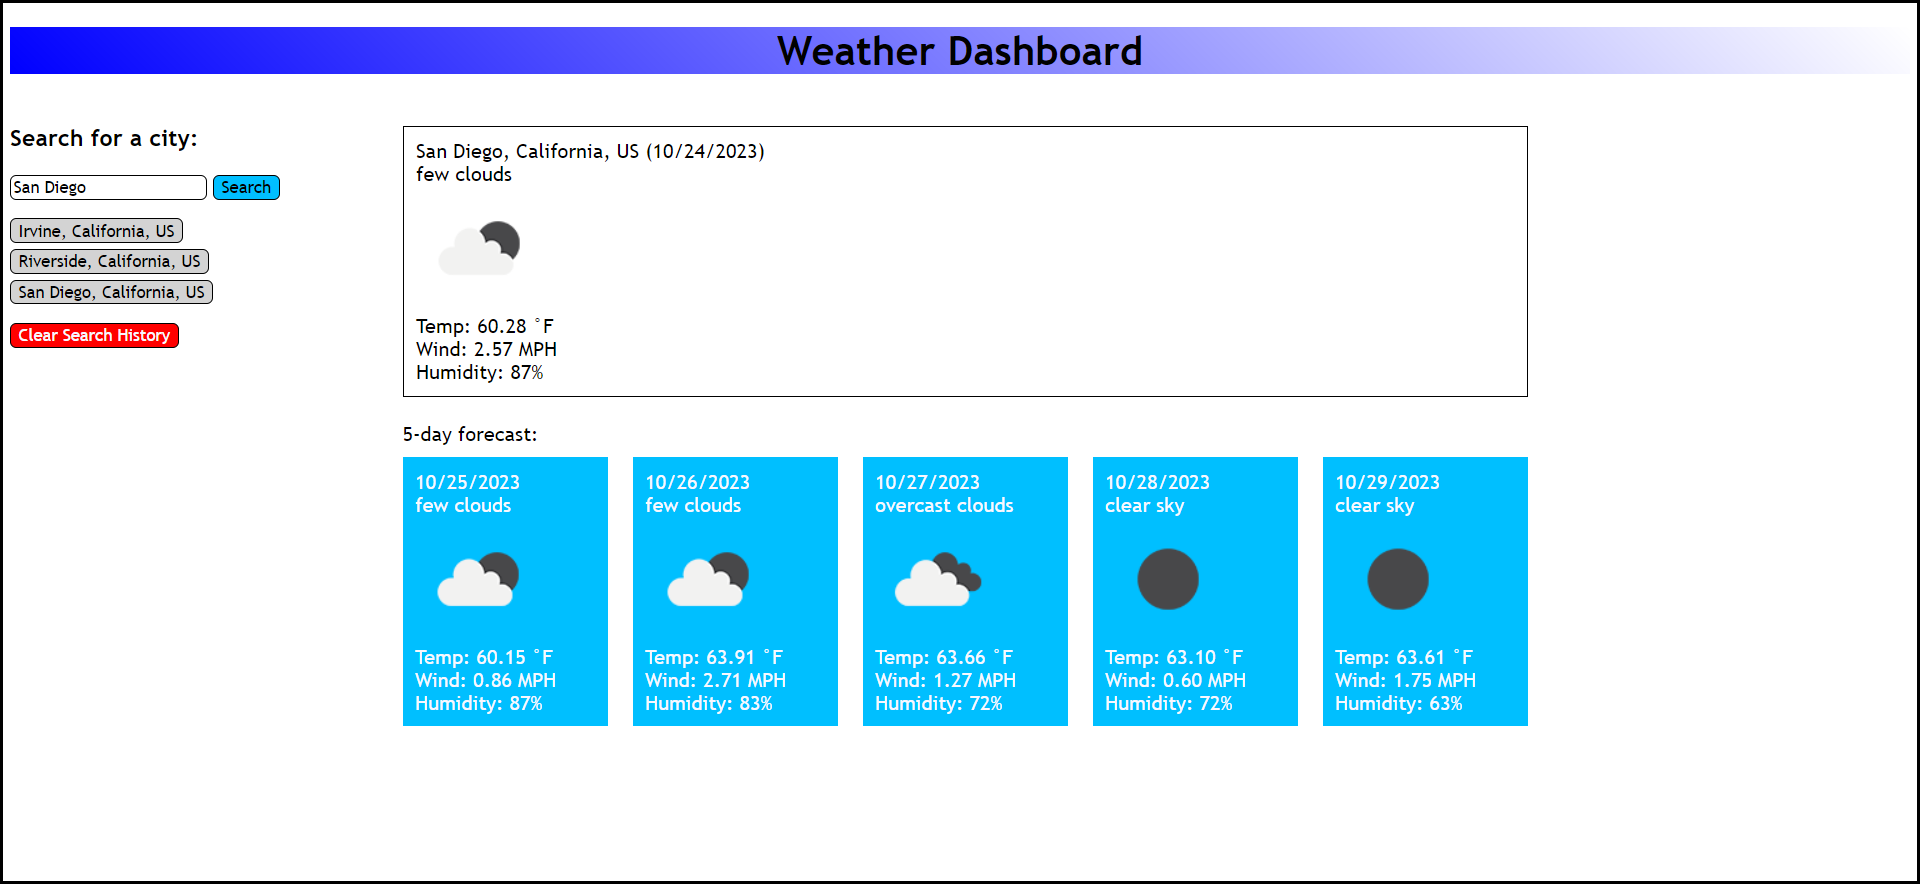 Weather Dashboard
Search for a city:
San Diego
Search
Irvine, California, US
Riverside, California, US
San Diego, California, US
Clear Search History
San Diego, California, US (10/24/2023)
few clouds
Temp: 60.28 °F
Wind: 2.57 MPH
Humidity: 87%
5-day forecast:
10/25/2023
few clouds
Temp: 60.15 °F
Wind: 0.86 MPH
Humidity: 87%
10/26/2023
few clouds
Temp: 63.91 °F
Wind: 2.71 MPH
Humidity: 83%
10/27/2023
overcast clouds
Temp: 63.66 °F
Wind: 1.27 MPH
Humidity: 72%
10/28/2023
clear sky
Temp: 63.10 °F
Wind: 0.60 MPH
Humidity: 72%
10/29/2023
clear sky
Temp: 63.61 °F
Wind: 1.75 MPH
Humidity: 63%